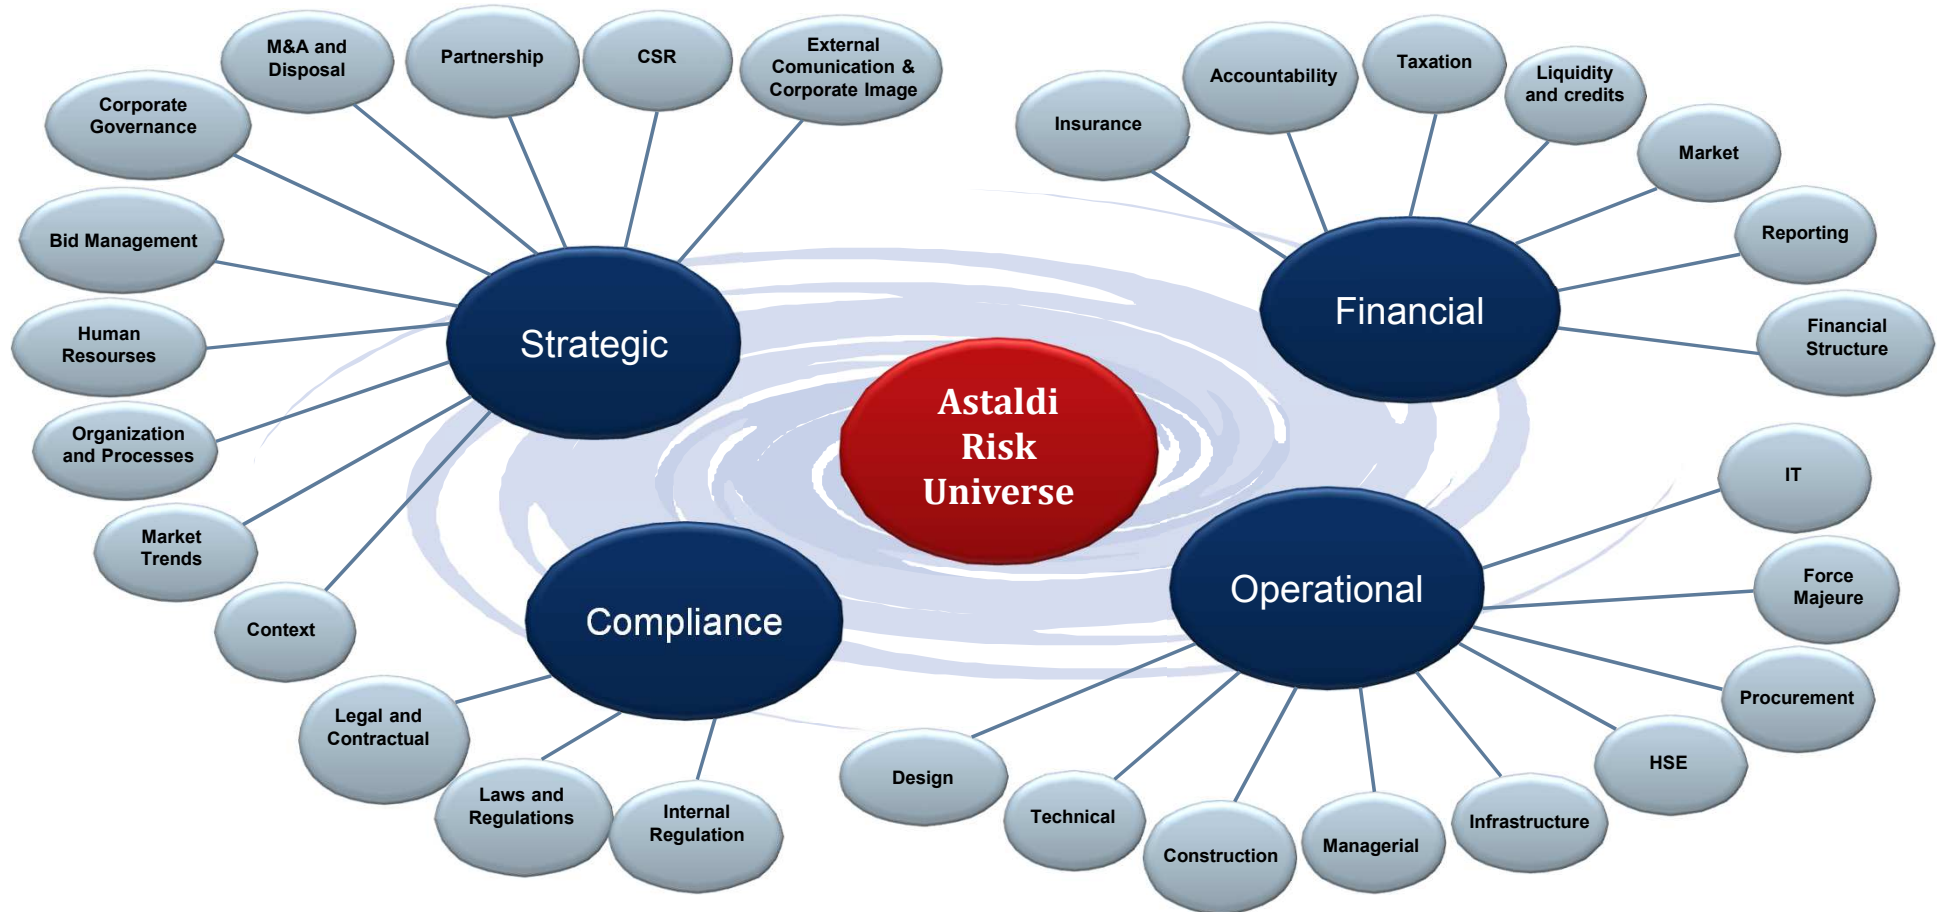 M&A and
Disposal
Partnership
CSR
External
Comunication &
Corporate Image
Corporate
Governance
Bid Management
Human
Resourses
Organization
and Processes
Market
Trends
Context
Strategic
Insurance
Accountability
Taxation
Liquidity
and credits
Market
Reporting
Financial
Structure
Financial
Astaldi
Risk
Universe
Compliance
Legal and
Contractual
Laws and
Regulations
Internal
Regulation
Operational
IT
Force
Majeure
Procurement
HSE
Infrastructure
Managerial
Construction
Technical
Design